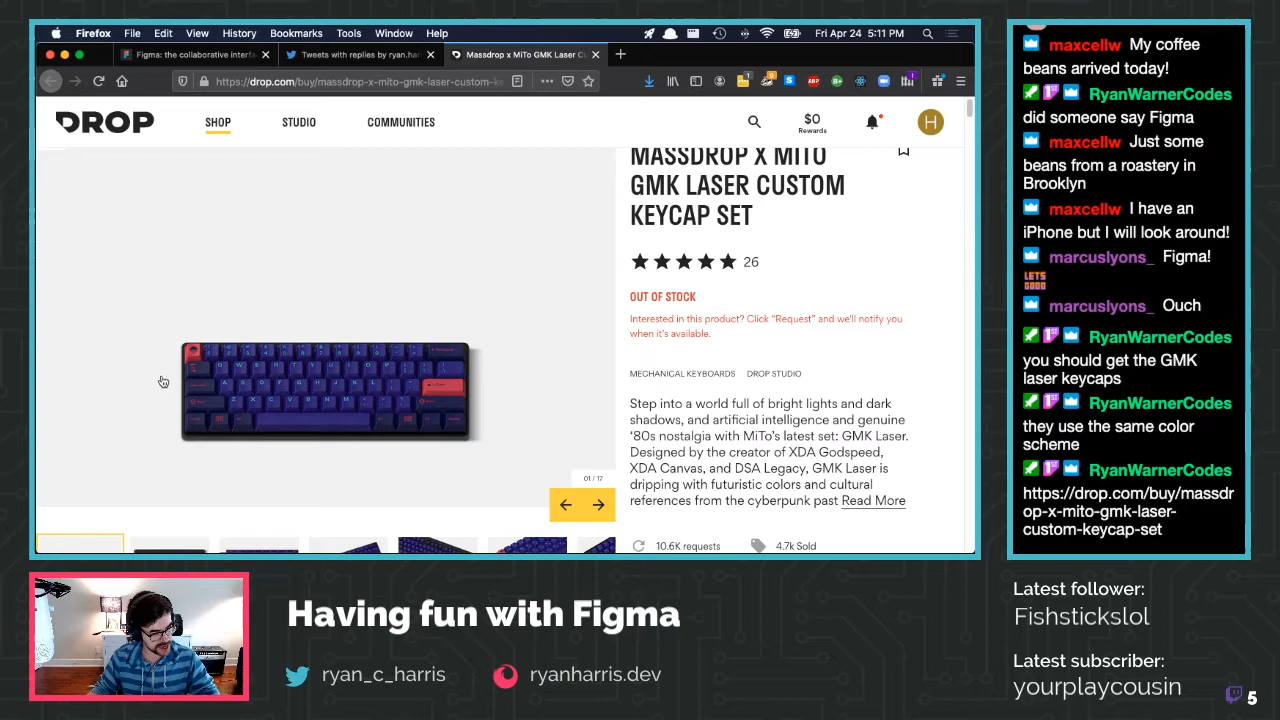 Firefox File Edit View History Bookmarks Tools Window Help
Fri Apr 24 5:11 PM
Figma: the collaborative interfa
Tweets with replies by ryan.har
Massdrop x MiTo GMK Laser C
https://drop.com/buy/massdrop-x-mito-gmk-laser-custom-ke
DROP
SHOP
STUDIO
COMMUNITIES
$0
Rewards
H
MASSDROP X MITO
GMK LASER CUSTOM
KEYCAP SET
26
OUT OF STOCK
Interested in this product? Click "Request" and we'll notify you
when it's available.
MECHANICAL KEYBOARDS DROP STUDIO
Step into a world full of bright lights and dark
shadows, and artificial intelligence and genuine
'80s nostalgia with MiTo's latest set: GMK Laser.
Designed by the creator of XDA Godspeed,
XDA Canvas, and DSA Legacy, GMK Laser is
dripping with futuristic colors and cultural
references from the cyberpunk past Read More
01 / 17
10.6K requests
4.7k Sold
maxcellw My coffee
beans arrived today!
RyanWarnerCodes
did someone say Figma
maxcellw Just some
beans from a roastery in
Brooklyn
maxcellw I have an
iPhone but I will look around!
marcuslyons_ Figma!
LETS
GOOO
marcuslyons_ Ouch
RyanWarnerCodes
you should get the GMK
laser keycaps
RyanWarnerCodes
they use the same color
scheme
RyanWarnerCodes
https://drop.com/buy/massdr
op-x-mito-gmk-laser-
custom-keycap-set
Having fun with Figma
ryan_c_harris
ryanharris.dev
Latest follower:
Fishstickslol
Latest subscriber:
yourplaycousin
5